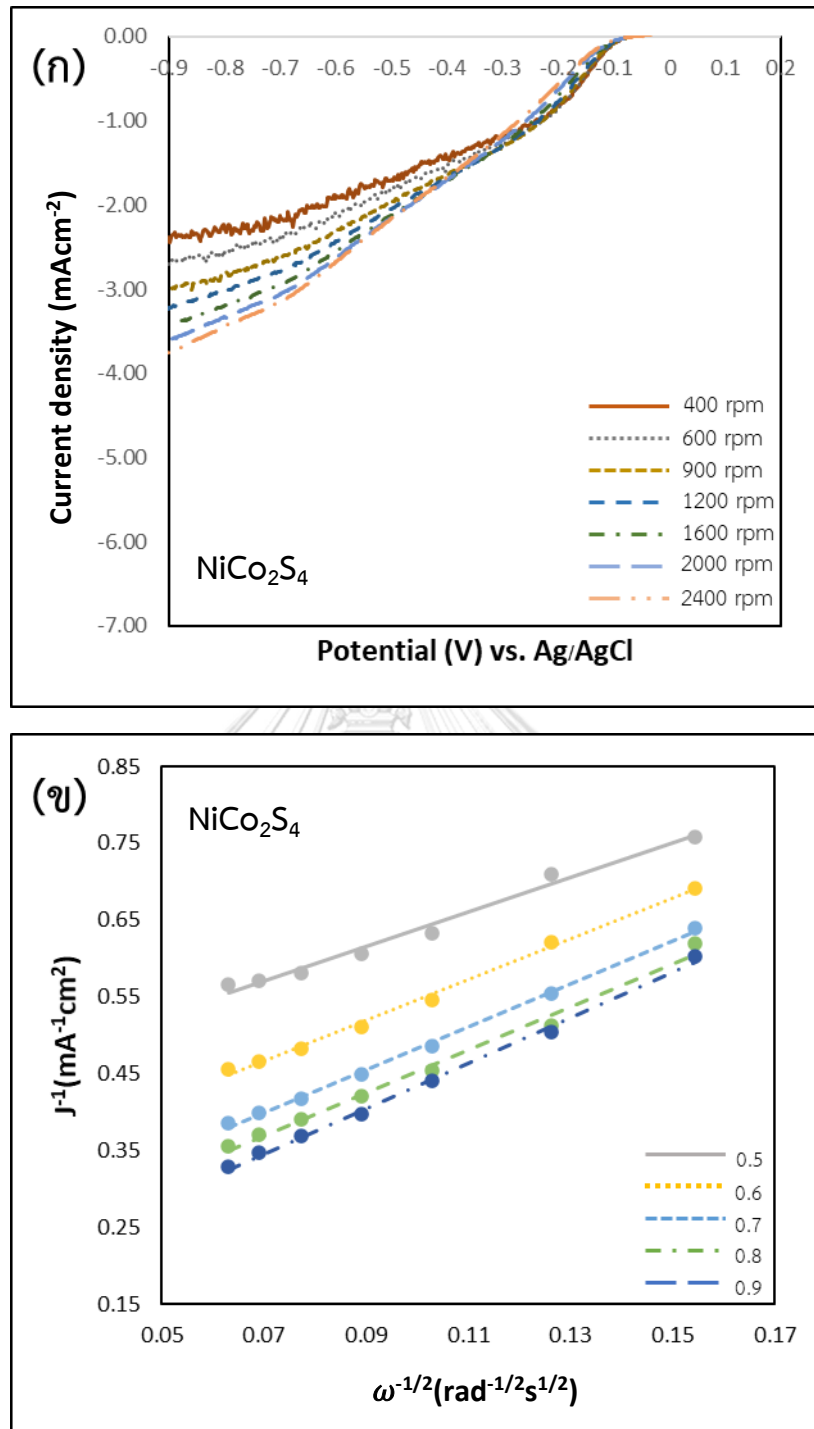 (ก)
0.00
-1.00
-2.00
-3.00
-4.00
-5.00
-6.00
-7.00
-0.9 -0.8 -0.7 -0.6 -0.5 -0.4 -0.3 -0.2 -0.1 0 0.1 0.2
Current density (mAcm⁻²)
400 rpm
600 rpm
900 rpm
1200 rpm
1600 rpm
2000 rpm
2400 rpm
NiCo₂S₄
Potential (V) vs. Ag/AgCl
(ข)
NiCo₂S₄
0.85
0.75
0.65
0.55
0.45
0.35
0.25
0.15
J⁻¹(mA⁻¹cm²)
0.5
0.6
0.7
0.8
0.9
0.05 0.07 0.09 0.11 0.13 0.15 0.17
ω⁻¹/²(rad⁻¹/²s¹/²)